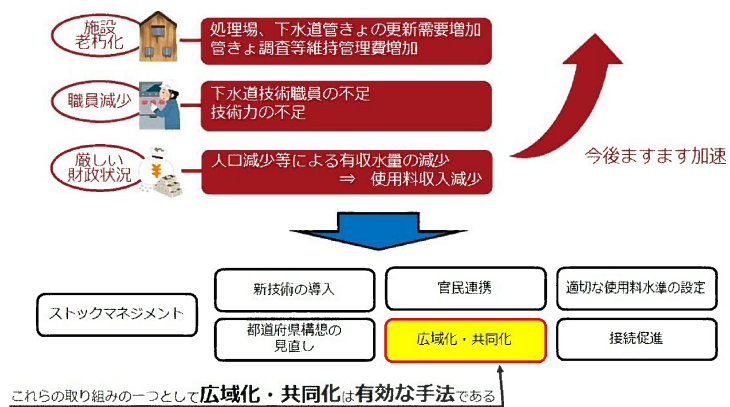 施設
老朽化
処理場、下水道管きょの更新需要増加
管きょ調査等維持管理費増加
職員減少
下水道技術職員の不足
技術力の不足
厳しい
財政状況
人口減少等による有収水量の減少
⇒ 使用料収入減少
今後ますます加速
ストックマネジメント
新技術の導入
官民連携
適切な使用料水準の設定
都道府県構想の
見直し
広域化・共同化
接続促進
これらの取り組みの一つとして広域化・共同化は有効な手法である